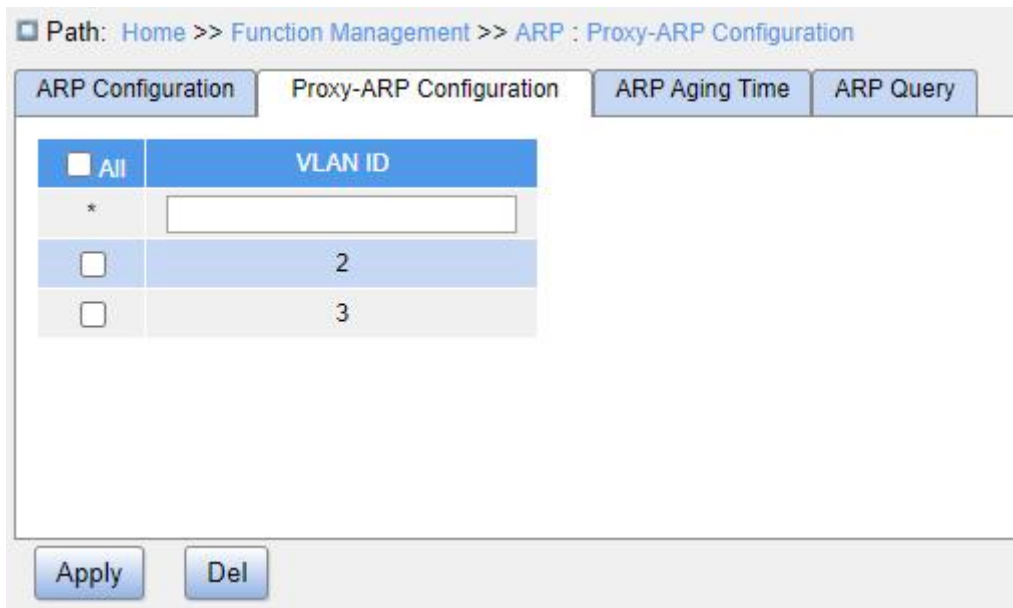 Path: Home >> Function Management >> ARP : Proxy-ARP Configuration
ARP Configuration Proxy-ARP Configuration ARP Aging Time ARP Query
All VLAN ID
*
2
3
Apply Del